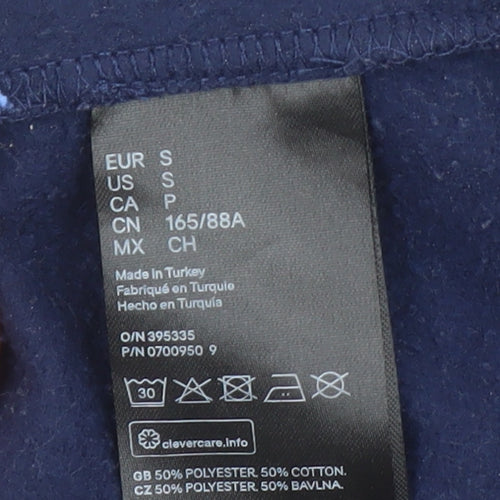 EUR S
US S
CA P
CN 165/88A
MX CH
Made in Turkey
Fabriqué en Turquie
Hecho en Turquía
O/N 395335
P/N 0700950 9
30
clevercare.info
GB 50% POLYESTER, 50% COTTON.
CZ 50% POLYESTER, 50% BAVLNA.